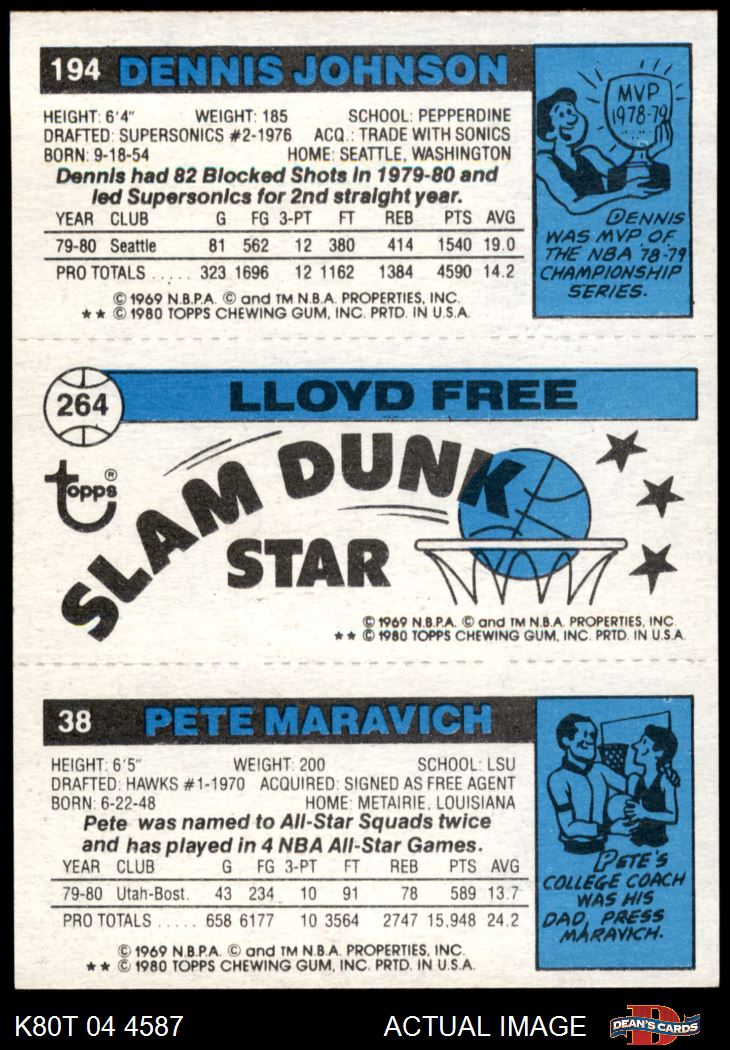 194 DENNIS JOHNSON
HEIGHT: 6'4" WEIGHT: 185 SCHOOL: PEPPERDINE
DRAFTED: SUPERSONICS #2-1976 ACQ.: TRADE WITH SONICS
BORN: 9-18-54 HOME: SEATTLE, WASHINGTON
Dennis had 82 Blocked Shots in 1979-80 and
led Supersonics for 2nd straight year.
YEAR CLUB G FG 3-PT FT REB PTS AVG
79-80 Seattle 81 562 12 380 414 1540 19.0
PRO TOTALS ..... 323 1696 12 1162 1384 4590 14.2
© 1969 N.B.P.A. © and TM N.B.A. PROPERTIES, INC.
** © 1980 TOPPS CHEWING GUM, INC. PRTD. IN U.S.A.
MVP
1978-79
DENNIS
WAS MVP OF
THE NBA '78-79
CHAMPIONSHIP
SERIES.
264 LLOYD FREE
topps®
SLAM DUNK
STAR
© 1969 N.B.P.A. © and TM N.B.A. PROPERTIES, INC
** © 1980 TOPPS CHEWING GUM, INC. PRTD. IN U.S.A.
38 PETE MARAVICH
HEIGHT: 6'5" WEIGHT: 200 SCHOOL: LSU
DRAFTED: HAWKS #1-1970 ACQUIRED: SIGNED AS FREE AGENT
BORN: 6-22-48 HOME: METAIRIE, LOUISIANA
Pete was named to All-Star Squads twice
and has played in 4 NBA All-Star Games.
YEAR CLUB G FG 3-PT FT REB PTS AVG
79-80 Utah-Bost. 43 234 10 91 78 589 13.7
PRO TOTALS ..... 658 6177 10 3564 2747 15,948 24.2
© 1969 N.B.P.A. © and TM N.B.A. PROPERTIES, INC.
** © 1980 TOPPS CHEWING GUM, INC. PRTD. IN U.S.A.
PETE'S
COLLEGE COACH
WAS HIS
DAD, PRESS
MARAVICH.
K80T 04 4587 ACTUAL IMAGE
D
DEAN'S CARDS